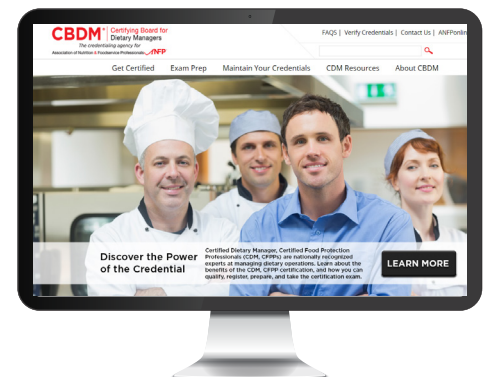 CBDM® Certifying Board for
Dietary Managers
The credentialing agency for
Association of Nutrition & Foodservice Professionals ANFP
FAQS | Verify Credentials | Contact Us | ANFPonlin
Get Certified Exam Prep Maintain Your Credentials CDM Resources About CBDM
Discover the Power
of the Credential
Certified Dietary Manager, Certified Food Protection
Professionals (CDM, CFPPs) are nationally recognized
experts at managing dietary operations. Learn about the
benefits of the CDM, CFPP certification, and how you can
qualify, register, prepare, and take the certification exam.
LEARN MORE